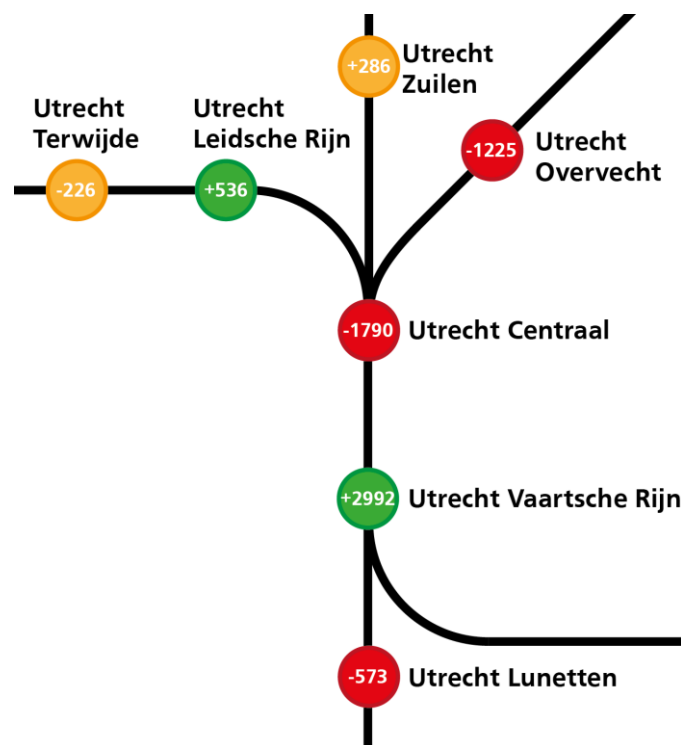 +286
Utrecht
Zuilen
Utrecht
Terwijde
Utrecht
Leidsche Rijn
-1225
Utrecht
Overvecht
-226
+536
-1790
Utrecht Centraal
+2992
Utrecht Vaartsche Rijn
-573
Utrecht Lunetten